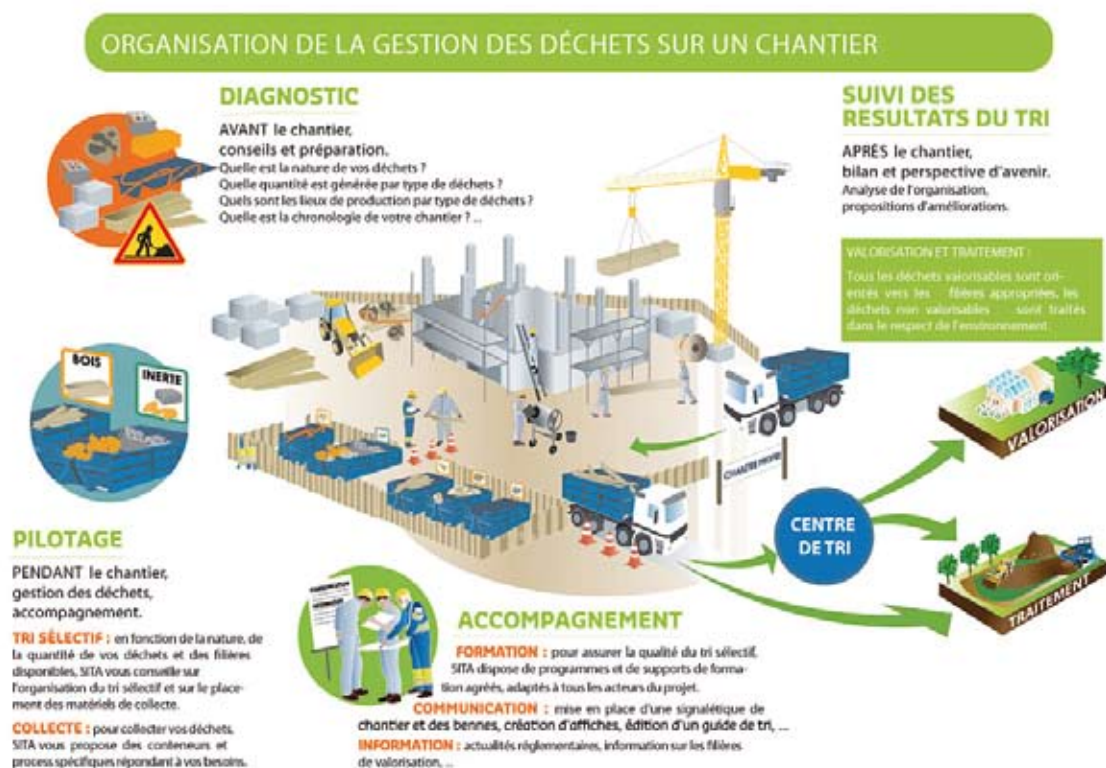 ORGANISATION DE LA GESTION DES DÉCHETS SUR UN CHANTIER
DIAGNOSTIC
AVANT le chantier,
conseils et préparation.
Quelle est la nature de vos déchets ?
Quelle quantité est générée par type de déchets ?
Quels sont les lieux de production par type de déchets ?
Quelle est la chronologie de votre chantier ? ...
SUIVI DES
RESULTATS DU TRI
APRÈS le chantier,
bilan et perspective d'avenir.
Analyse de l'organisation,
propositions d'améliorations.
VALORISATION ET TRAITEMENT :
Tous les déchets valorisables sont ori-
entés vers les filières appropriées, les
déchets non valorisables sont traités
dans le respect de l'environnement.
BOIS
INERTE
CHANTIER PROPRE
VALORISATION
CENTRE
DE TRI
TRAITEMENT
PILOTAGE
PENDANT le chantier,
gestion des déchets,
accompagnement.
TRI SÉLECTIF : en fonction de la nature, de
la quantité de vos déchets et des filières
disponibles, SITA vous conseille sur
l'organisation du tri sélectif et sur le place-
ment des matériels de collecte.
COLLECTE : pour collecter vos déchets,
SITA vous propose des conteneurs et
process spécifiques répondant à vos besoins.
ACCOMPAGNEMENT
FORMATION : pour assurer la qualité du tri sélectif,
SITA dispose de programmes et de supports de forma-
tion agréés, adaptés à tous les acteurs du projet.
COMMUNICATION : mise en place d'une signalétique de
chantier et des bennes, création d'affiches, édition d'un guide de tri, ...
INFORMATION : actualités réglementaires, information sur les filières
de valorisation, ...